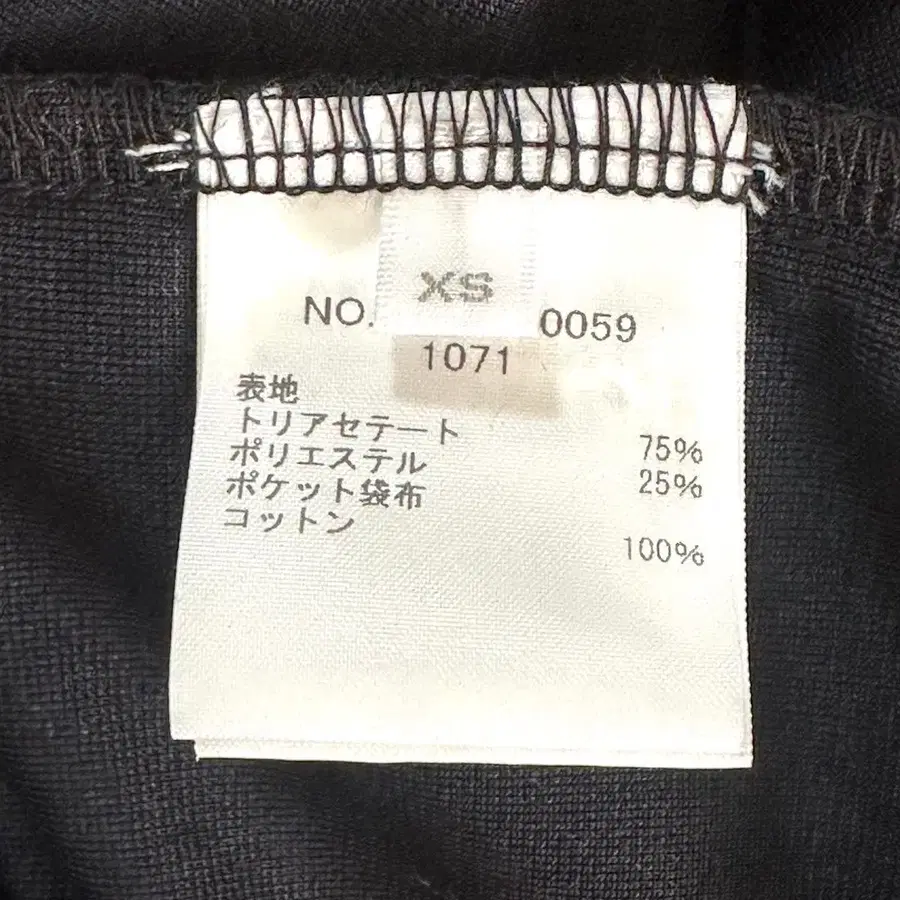 XS
NO. 0059
1071
表地
トリアセテート 75%
ポリエステル 25%
ポケット袋布
コットン 100%